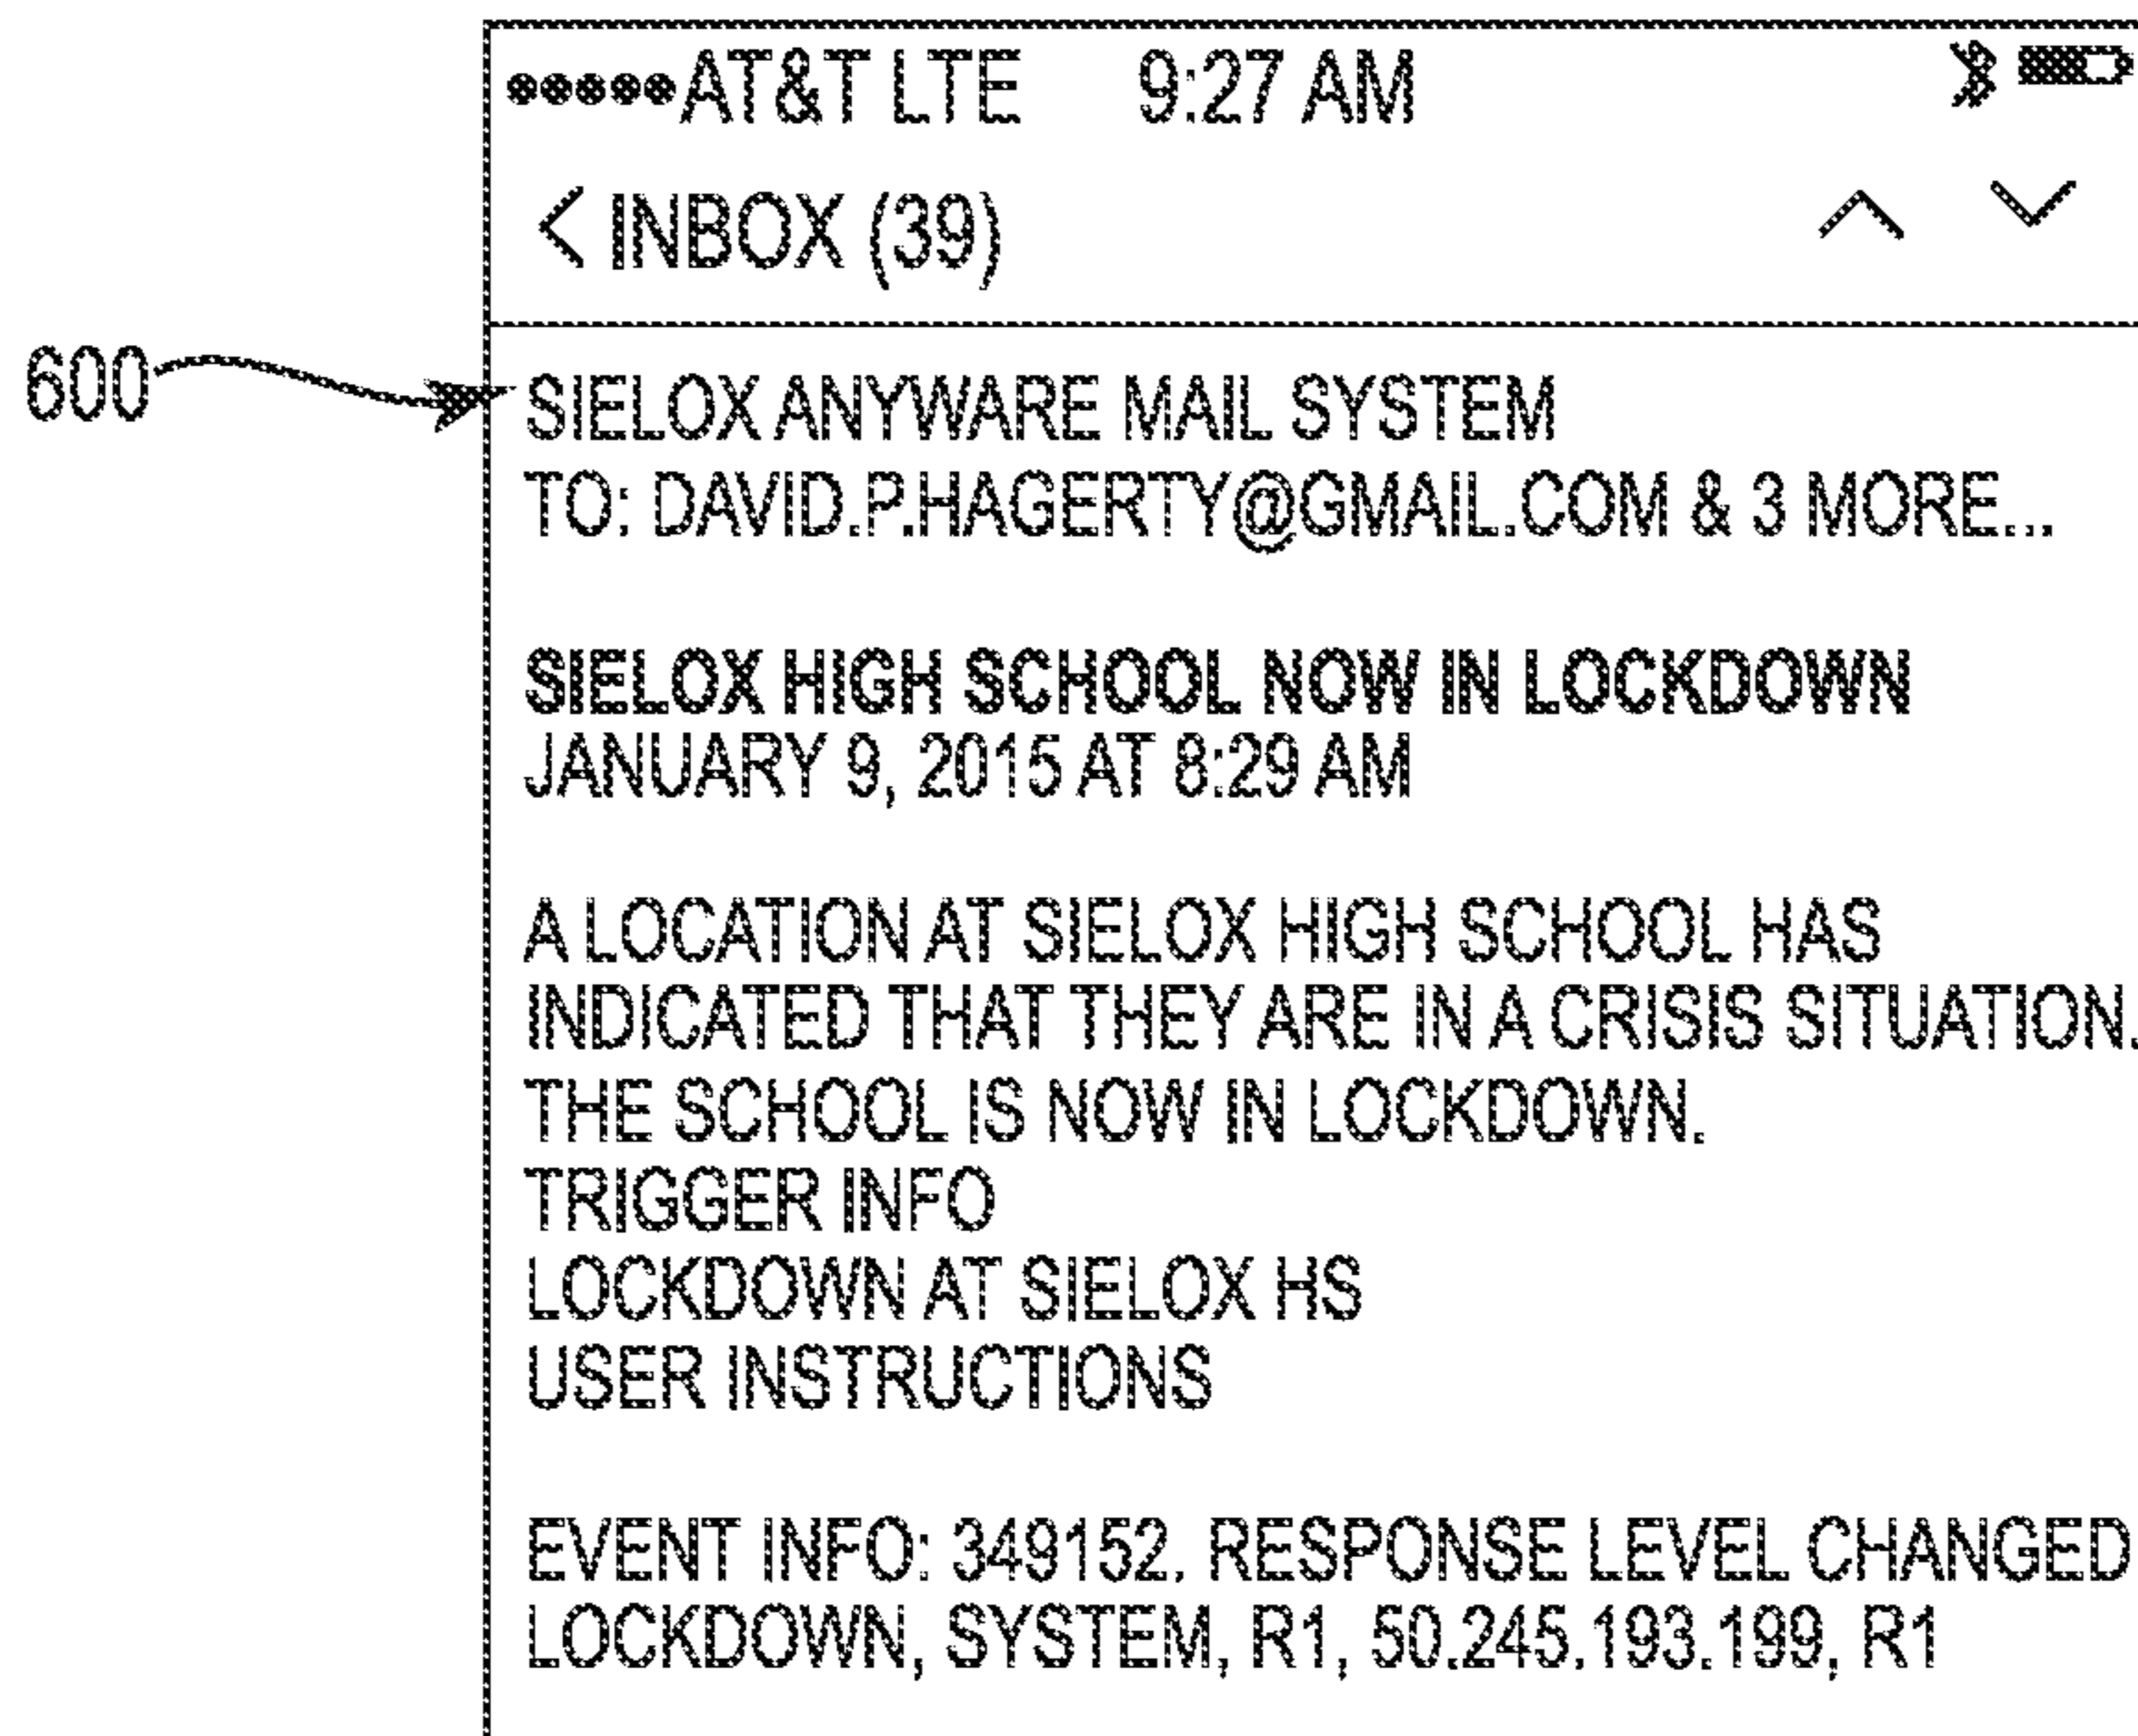 ●●●●●AT&T LTE 9:27 AM
< INBOX (39)
600
SIELOX ANYWARE MAIL SYSTEM
TO: DAVID.P.HAGERTY@GMAIL.COM & 3 MORE...
SIELOX HIGH SCHOOL NOW IN LOCKDOWN
JANUARY 9, 2015 AT 8:29 AM
A LOCATION AT SIELOX HIGH SCHOOL HAS
INDICATED THAT THEY ARE IN A CRISIS SITUATION.
THE SCHOOL IS NOW IN LOCKDOWN.
TRIGGER INFO
LOCKDOWN AT SIELOX HS
USER INSTRUCTIONS
EVENT INFO: 349152. RESPONSE LEVEL CHANGED
LOCKDOWN, SYSTEM, R1, 50.245.193.199, R1